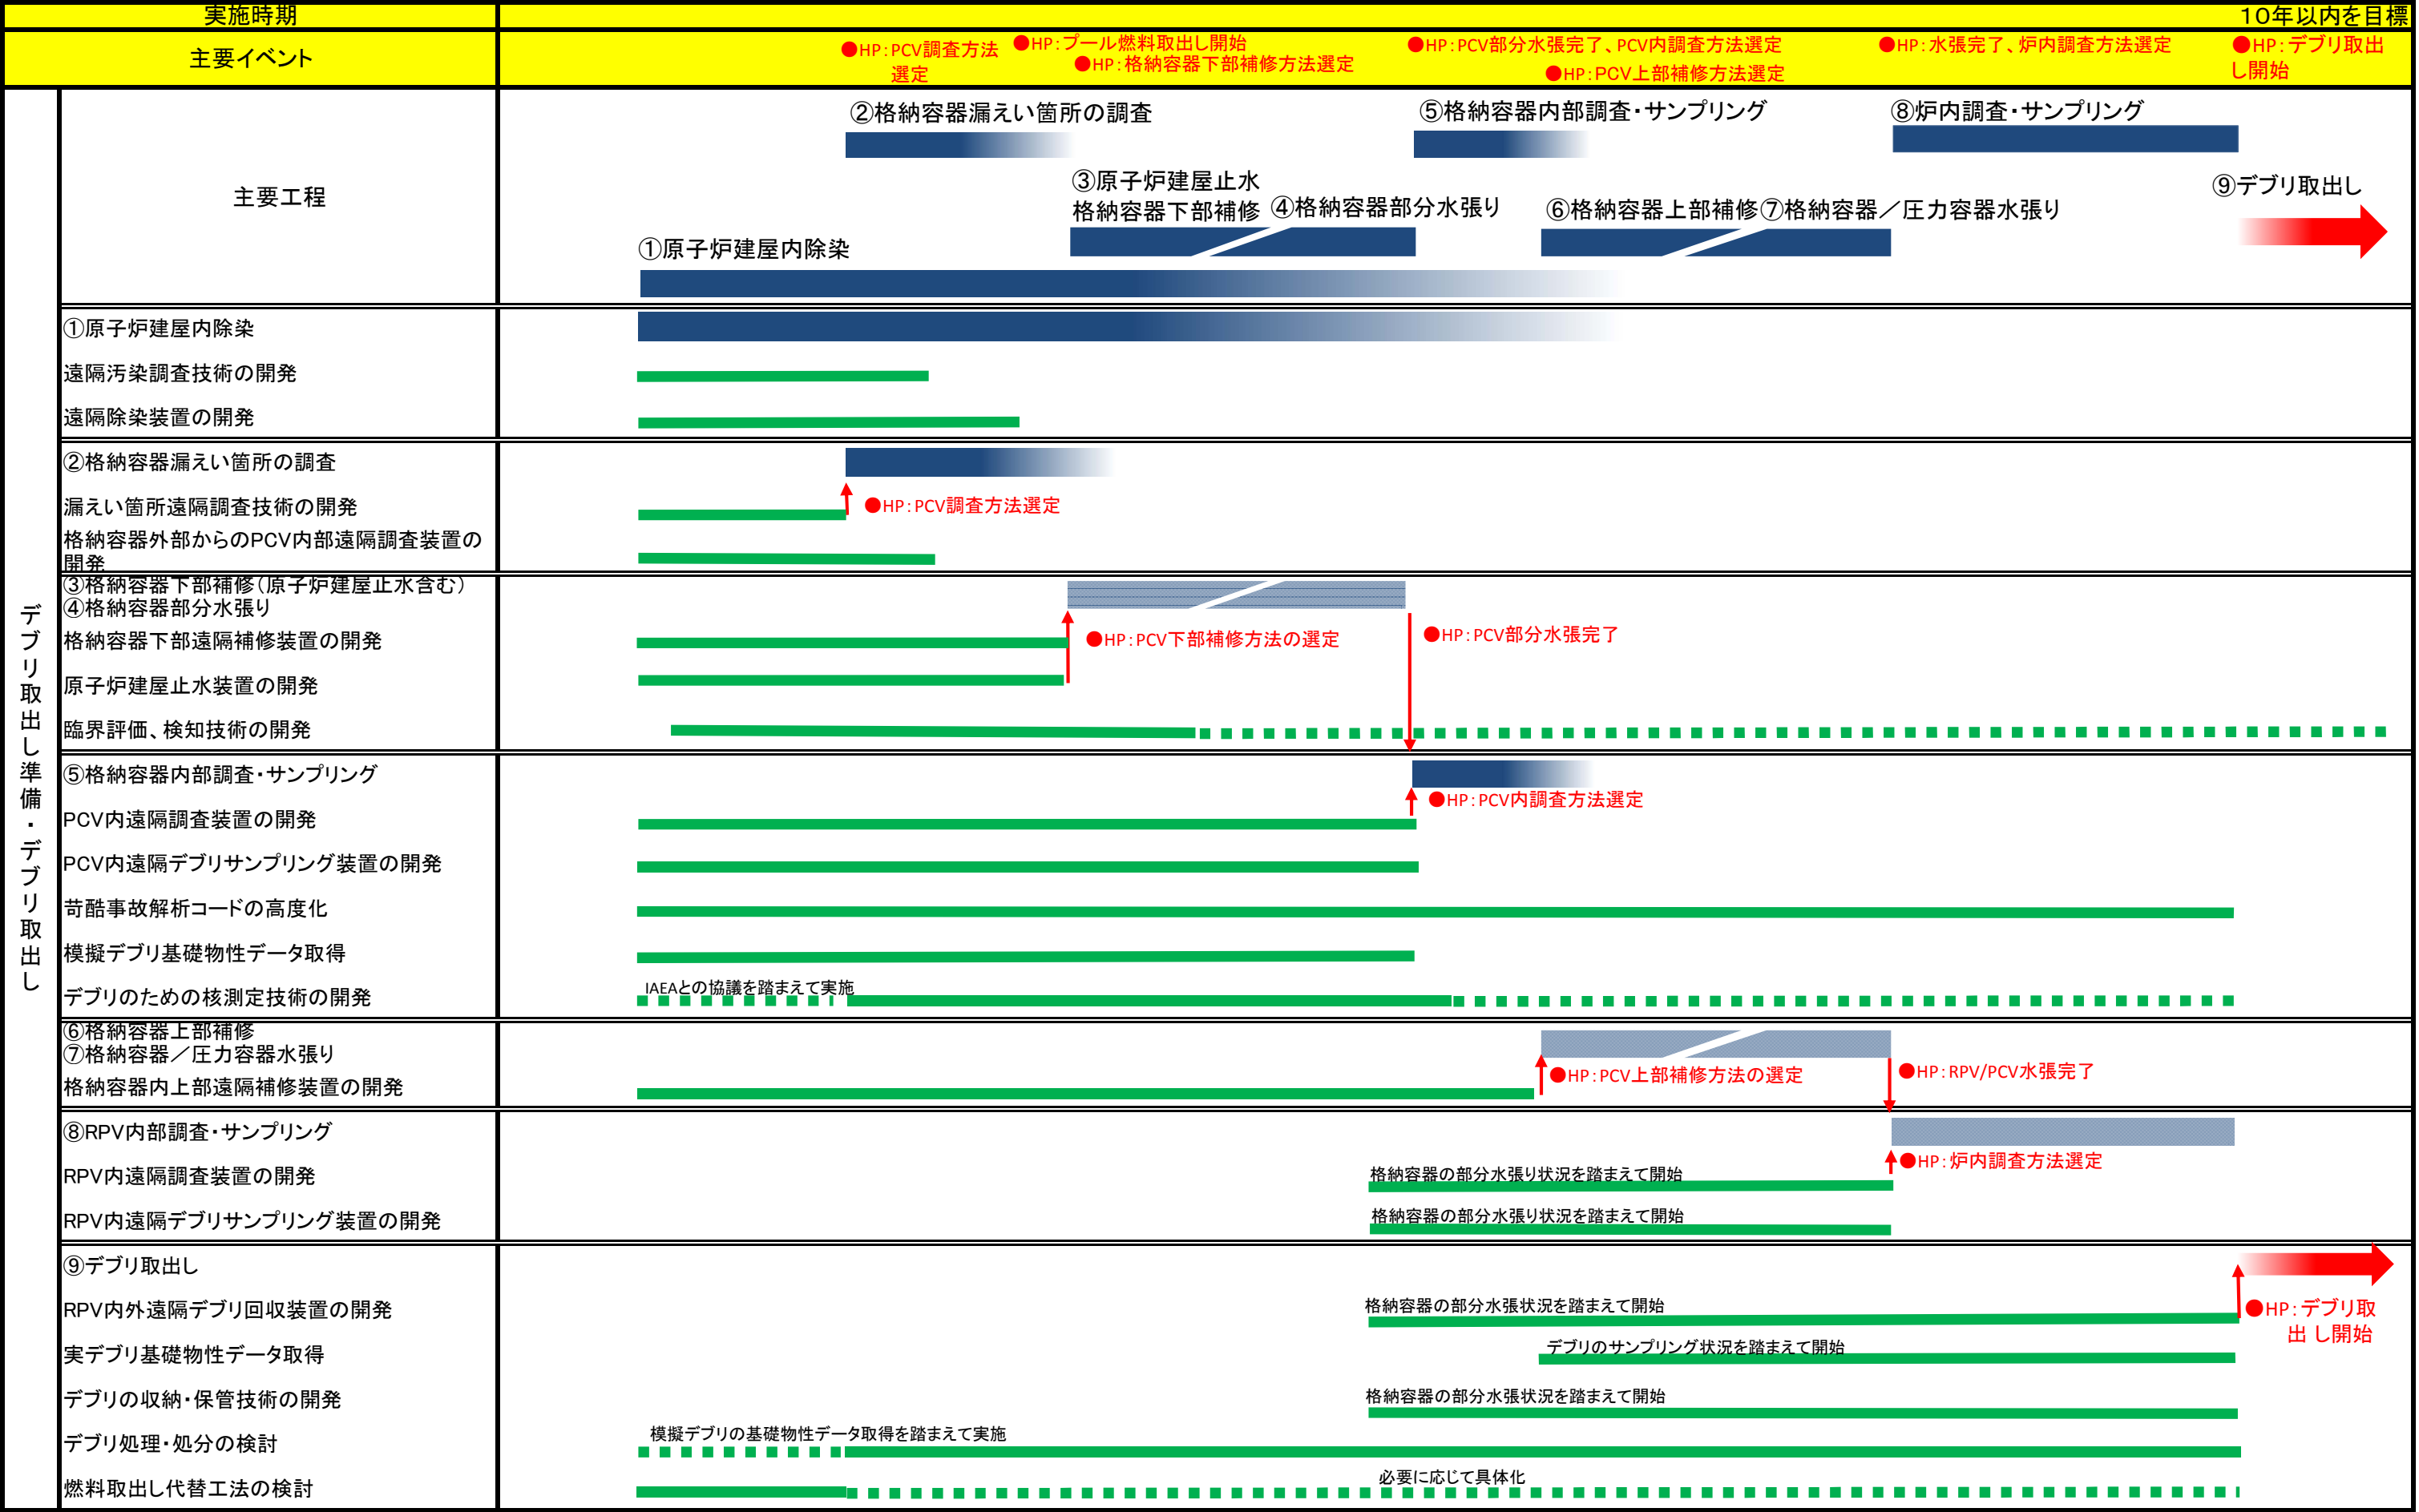 実施時期
10年以内を目標
主要イベント
●HP：PCV調査方法
選定
●HP：プール燃料取出し開始
●HP：格納容器下部補修方法選定
●HP：PCV部分水張完了、PCV内調査方法選定
●HP：PCV上部補修方法選定
●HP：水張完了、炉内調査方法選定
●HP：デブリ取出
し開始
デブリ取出し準備・デブリ取出し
主要工程
②格納容器漏えい箇所の調査
⑤格納容器内部調査・サンプリング
⑧炉内調査・サンプリング
③原子炉建屋止水
格納容器下部補修
④格納容器部分水張り
⑥格納容器上部補修
⑦格納容器／圧力容器水張り
⑨デブリ取出し
①原子炉建屋内除染
①原子炉建屋内除染
遠隔汚染調査技術の開発
遠隔除染装置の開発
②格納容器漏えい箇所の調査
漏えい箇所遠隔調査技術の開発
●HP：PCV調査方法選定
格納容器外部からのPCV内部遠隔調査装置の
開発
③格納容器下部補修（原子炉建屋止水含む）
④格納容器部分水張り
格納容器下部遠隔補修装置の開発
●HP：PCV下部補修方法の選定
●HP：PCV部分水張完了
原子炉建屋止水装置の開発
臨界評価、検知技術の開発
⑤格納容器内部調査・サンプリング
●HP：PCV内調査方法選定
PCV内遠隔調査装置の開発
PCV内遠隔デブリサンプリング装置の開発
苛酷事故解析コードの高度化
模擬デブリ基礎物性データ取得
デブリのための核測定技術の開発
IAEAとの協議を踏まえて実施
⑥格納容器上部補修
⑦格納容器／圧力容器水張り
格納容器内上部遠隔補修装置の開発
●HP：PCV上部補修方法の選定
●HP：RPV/PCV水張完了
⑧RPV内部調査・サンプリング
●HP：炉内調査方法選定
RPV内遠隔調査装置の開発
格納容器の部分水張り状況を踏まえて開始
RPV内遠隔デブリサンプリング装置の開発
格納容器の部分水張り状況を踏まえて開始
⑨デブリ取出し
RPV内外遠隔デブリ回収装置の開発
格納容器の部分水張状況を踏まえて開始
●HP：デブリ取
出し開始
実デブリ基礎物性データ取得
デブリのサンプリング状況を踏まえて開始
デブリの収納・保管技術の開発
格納容器の部分水張状況を踏まえて開始
デブリ処理・処分の検討
模擬デブリの基礎物性データ取得を踏まえて実施
燃料取出し代替工法の検討
必要に応じて具体化